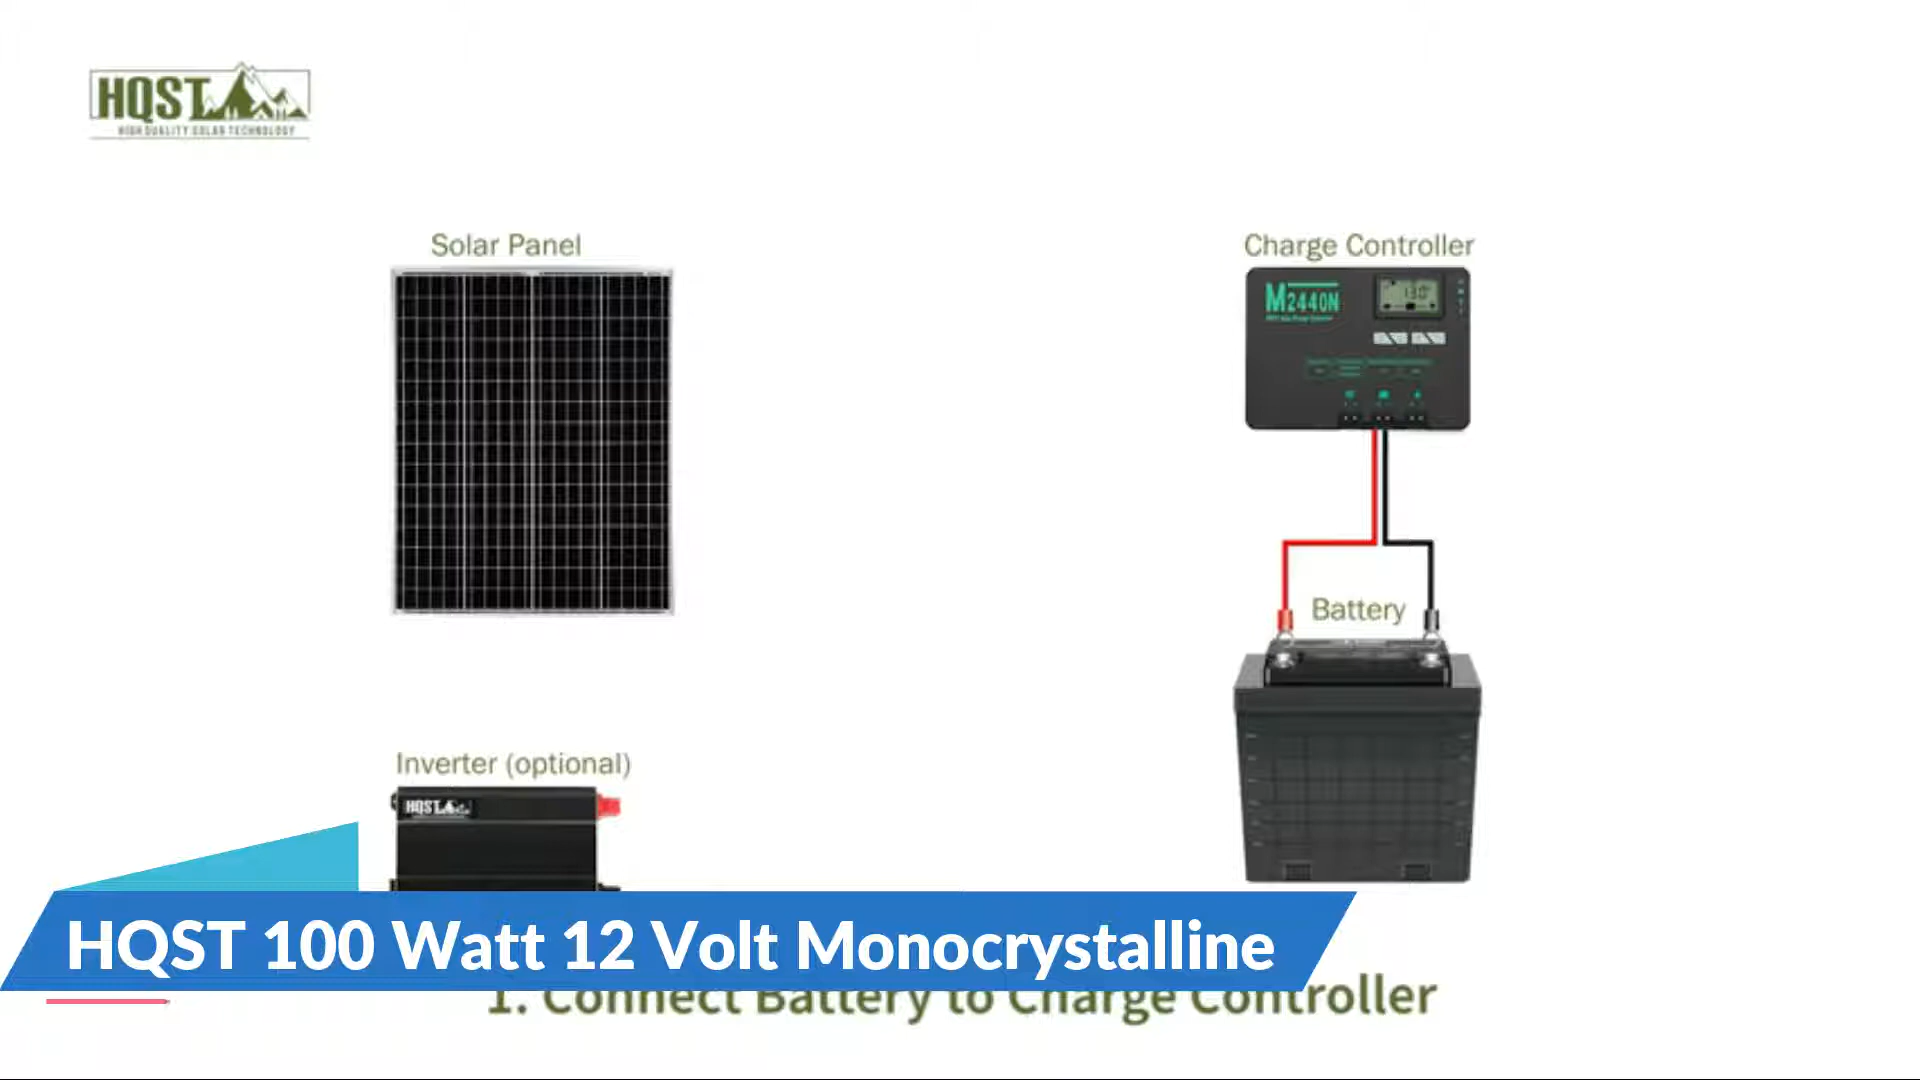 HQST
HIGH QUALITY SOLAR TECHNOLOGY
Solar Panel
Charge Controller
M2440N
Battery
Inverter (optional)
HQST
HQST 100 Watt 12 Volt Monocrystalline
1. Connect Battery to Charge Controller